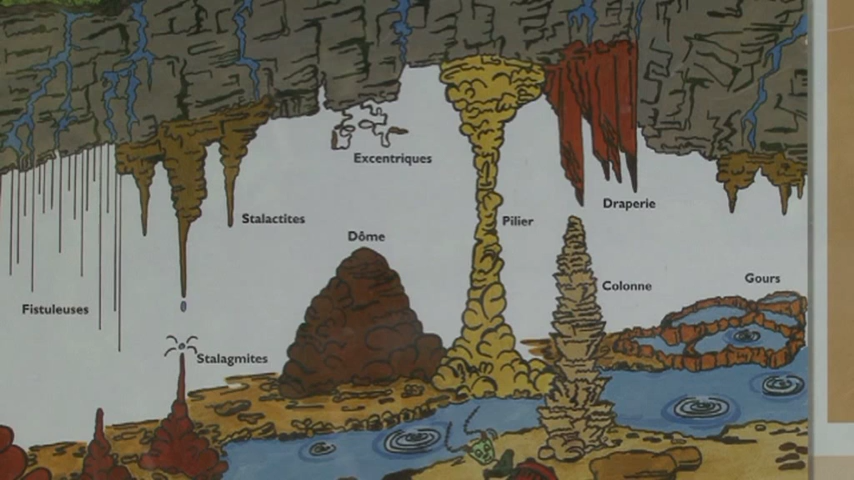 Excentriques
Draperie
Stalactites
Pilier
Dôme
Gours
Colonne
Fistuleuses
Stalagmites